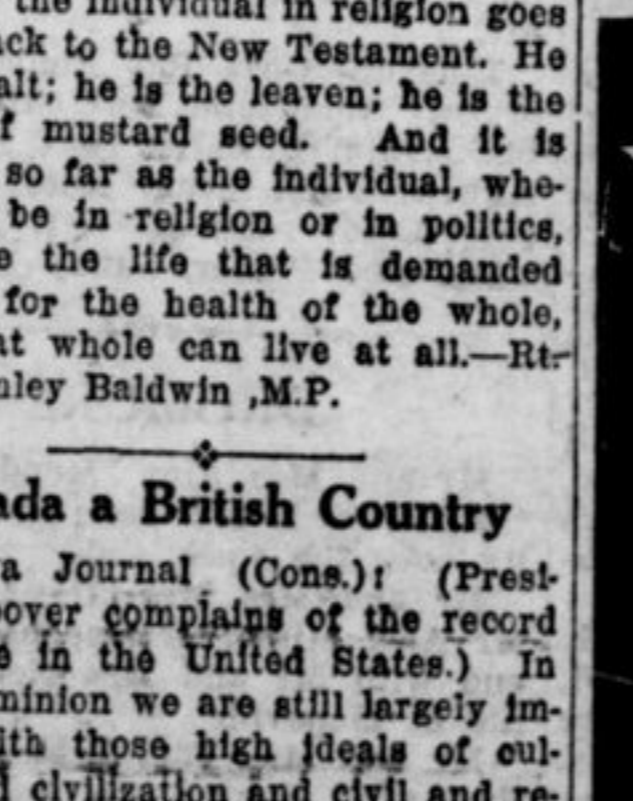 the individual in religion goes
ck to the New Testament. He
alt; he is the leaven; he is the
f mustard seed. And it is
so far as the individual, whe-
be in religion or in politics,
e the life that is demanded
for the health of the whole,
at whole can live at all.—Rt.-
nley Baldwin ,M.P.
ada a British Country
a Journal (Cons.): (Presi-
oover complains of the record
e in the United States.) In
minion we are still largely im-
ith those high ideals of cul-
d civilization and civil and re-